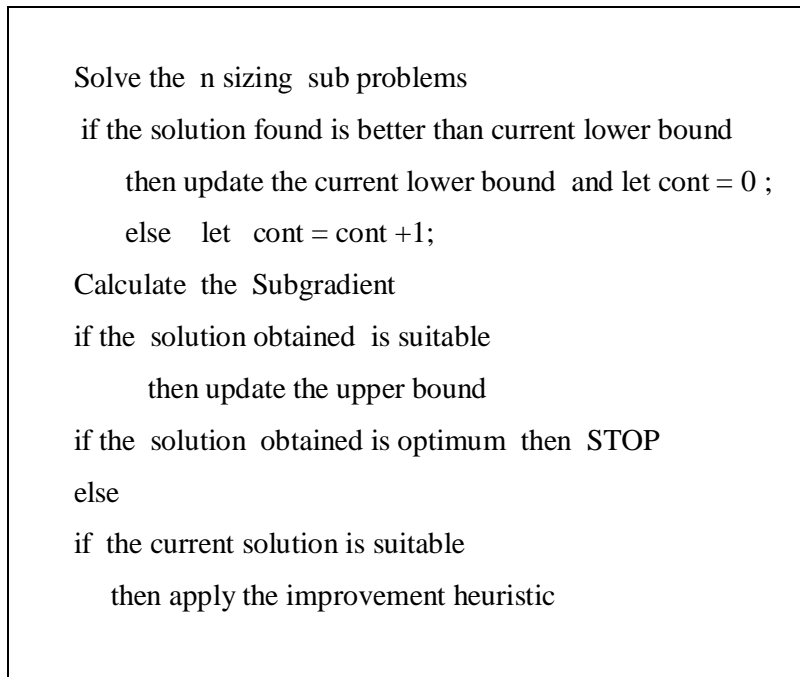 Solve the n sizing sub problems
if the solution found is better than current lower bound
then update the current lower bound and let cont = 0 ;
else let cont = cont +1;
Calculate the Subgradient
if the solution obtained is suitable
then update the upper bound
if the solution obtained is optimum then STOP
else
if the current solution is suitable
then apply the improvement heuristic